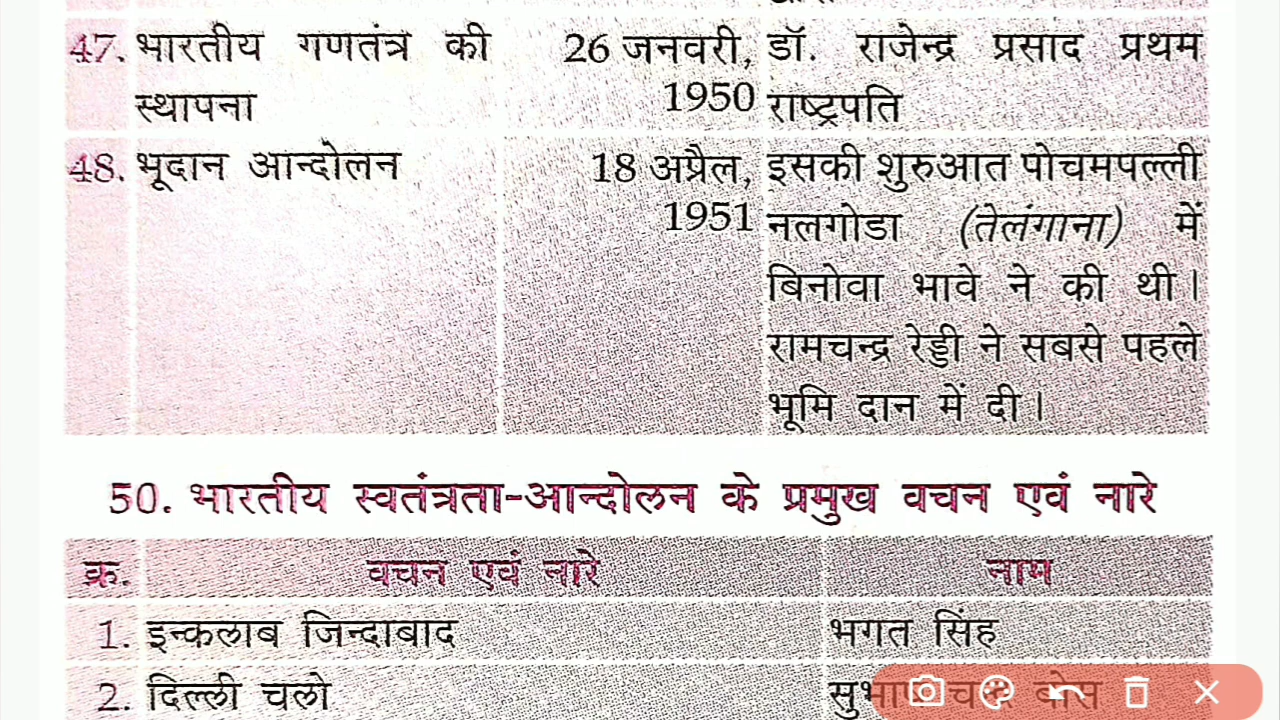 47. भारतीय गणतंत्र की 26 जनवरी, डॉ. राजेन्द्र प्रसाद प्रथम
स्थापना 1950 राष्ट्रपति
48. भूदान आन्दोलन 18 अप्रैल, इसकी शुरुआत पोचमपल्ली
1951 नलगोडा (तेलंगाना) में
बिनोवा भावे ने की थी।
रामचन्द्र रेड्डी ने सबसे पहले
भूमि दान में दी।
50. भारतीय स्वतंत्रता-आन्दोलन के प्रमुख वचन एवं नारे
क्र. वचन एवं नारे नाम
1. इन्कलाब जिन्दाबाद भगत सिंह
2. दिल्ली चलो